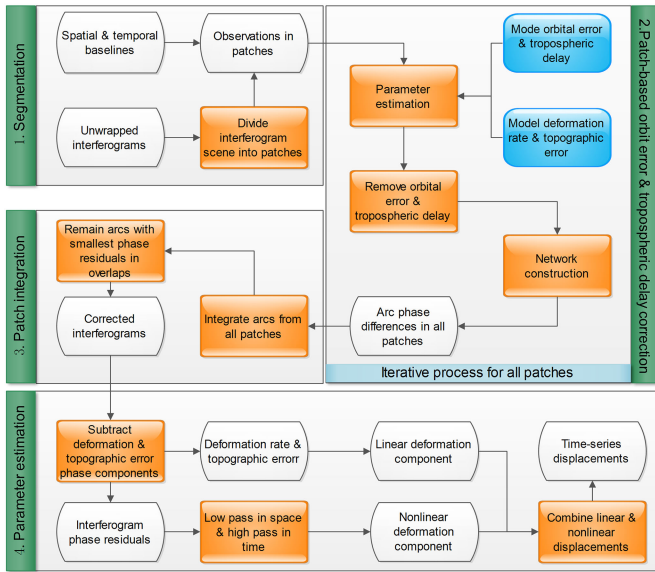 1. Segmentation
Spatial & temporal
baselines
Observations in
patches
Unwrapped
interferograms
Divide
interferogram
scene into patches
2.Patch-based orbit error & tropospheric delay correction
Mode orbital error
& tropospheric
delay
Parameter
estimation
Model deformation
rate & topographic
error
Remove orbital
error &
tropospheric delay
Network
construction
Arc phase
differences in all
patches
Iterative process for all patches
3. Patch integration
Remain arcs with
smallest phase
residuals in
overlaps
Integrate arcs from
all patches
Corrected
interferograms
4. Parameter estimation
Subtract
deformation &
topographic error
phase components
Deformation rate &
topographic errorr
Linear deformation
component
Time-series
displacements
Interferogram
phase residuals
Low pass in space
& high pass in
time
Nonlinear
deformation
component
Combine linear &
nonlinear
displacements